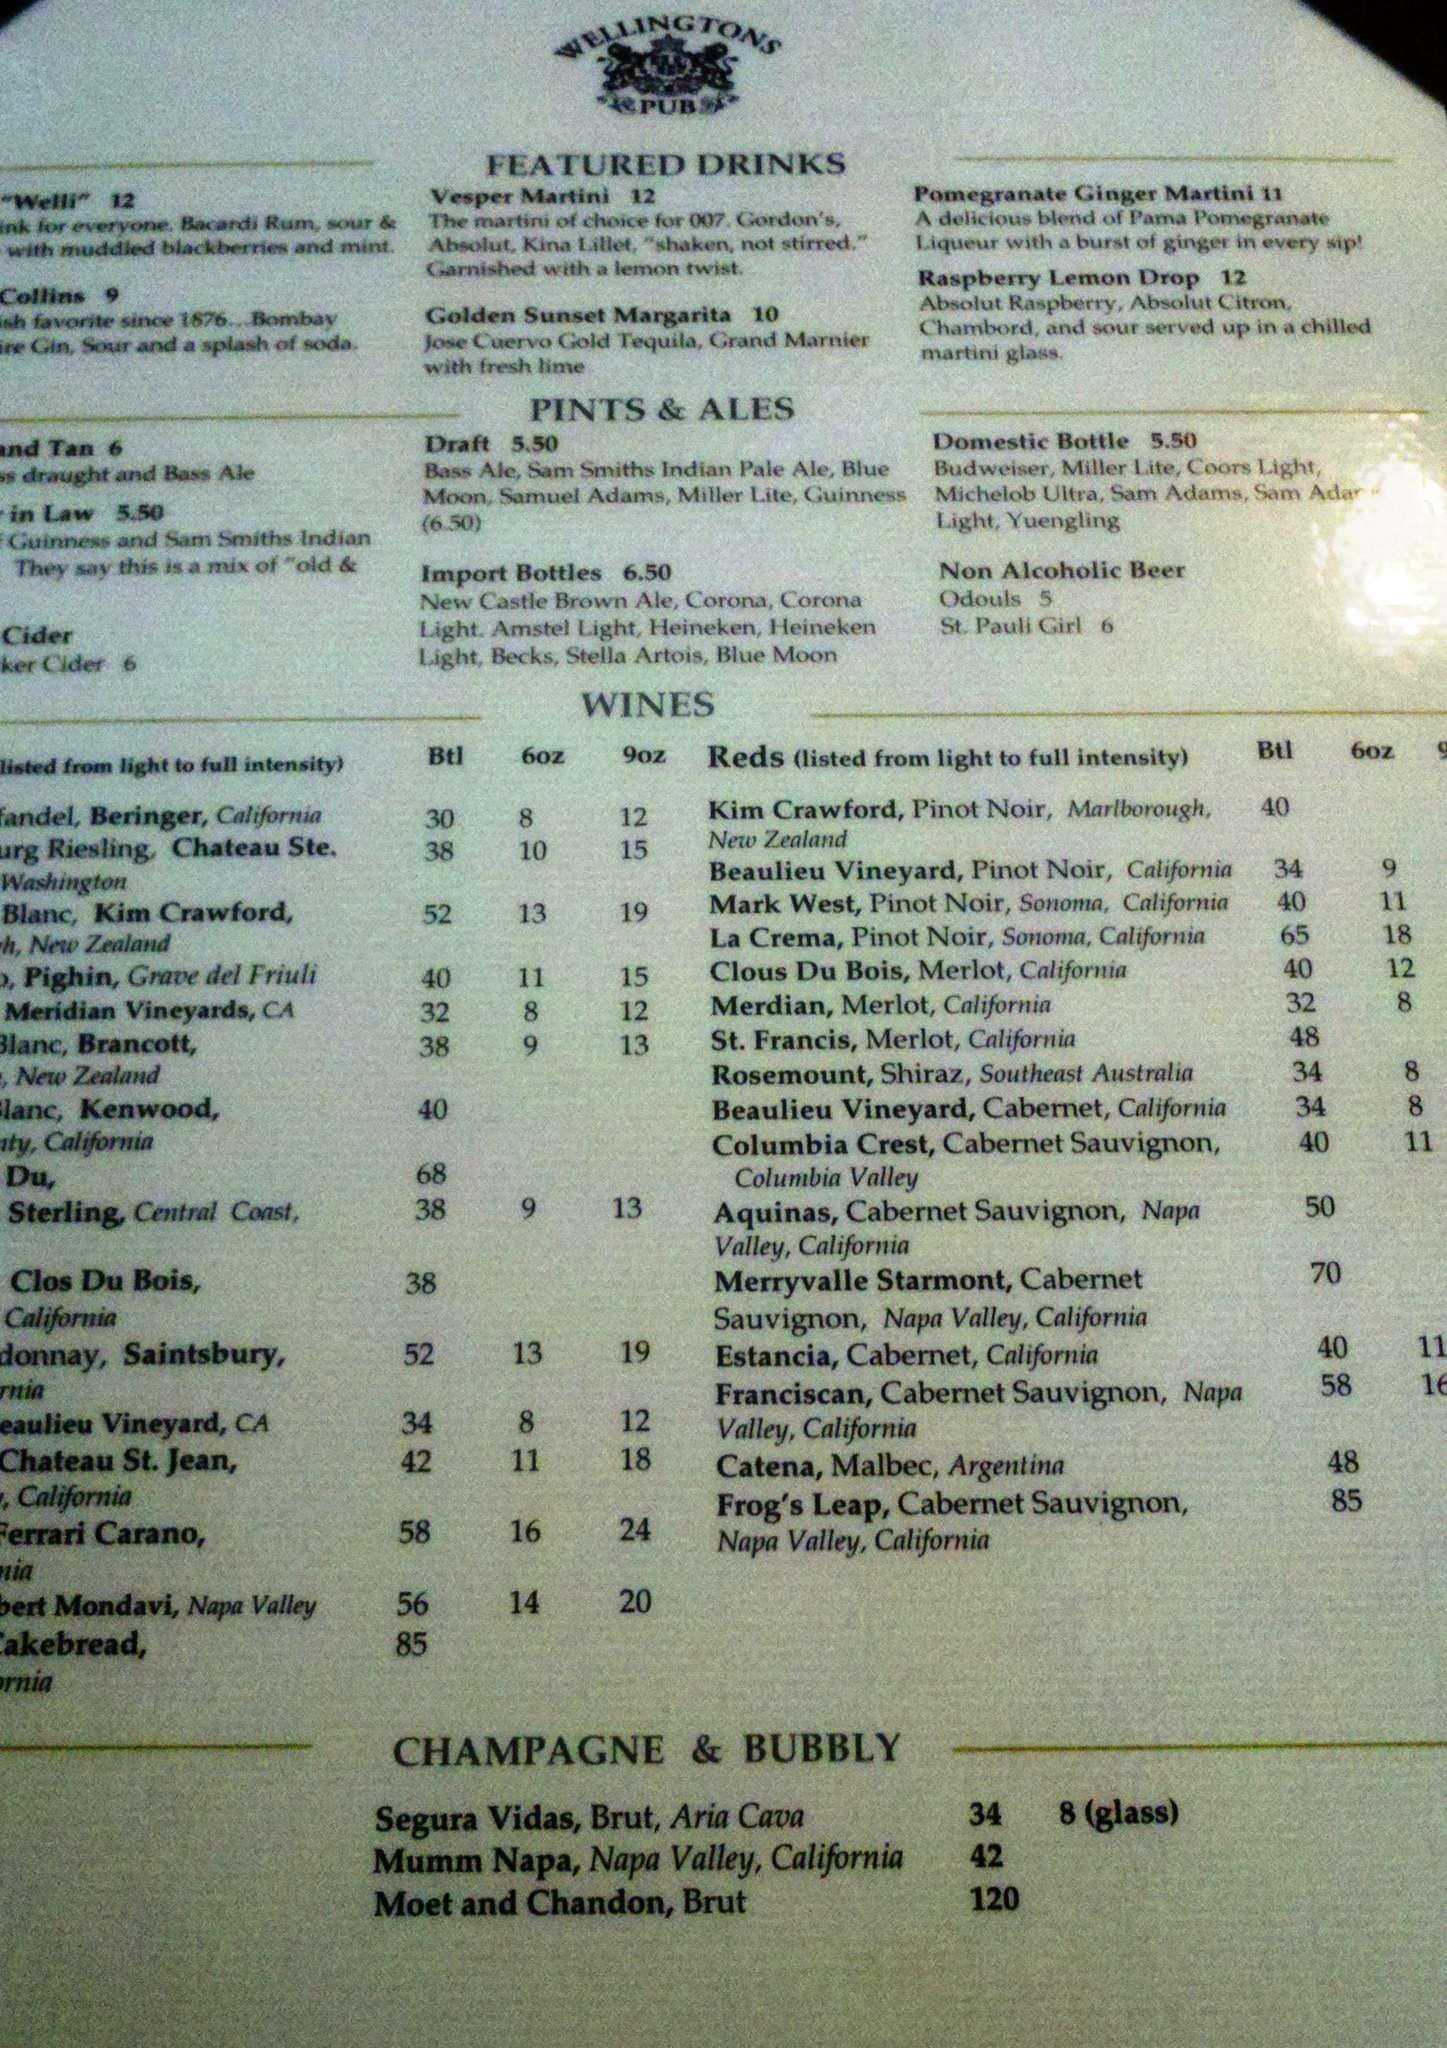 WELLINGTONS
PUB
FEATURED DRINKS
"Welli" 12
ink for everyone. Bacardi Rum, sour &
with muddled blackberries and mint.
Collins 9
ish favorite since 1876... Bombay
ire Gin, Sour and a splash of soda.
Vesper Martini 12
The martini of choice for 007. Gordon's,
Absolut, Kina Lillet, "shaken, not stirred."
Garnished with a lemon twist.
Golden Sunset Margarita 10
Jose Cuervo Gold Tequila, Grand Marnier
with fresh lime
Pomegranate Ginger Martini 11
A delicious blend of Pama Pomegranate
Liqueur with a burst of ginger in every sip!
Raspberry Lemon Drop 12
Absolut Raspberry, Absolut Citron,
Chambord, and sour served up in a chilled
martini glass.
PINTS & ALES
and Tan 6
ss draught and Bass Ale
in Law 5.50
Guinness and Sam Smiths Indian
They say this is a mix of "old &
Cider
ker Cider 6
Draft 5.50
Bass Ale, Sam Smiths Indian Pale Ale, Blue
Moon, Samuel Adams, Miller Lite, Guinness
(6.50)
Import Bottles 6.50
New Castle Brown Ale, Corona, Corona
Light, Amstel Light, Heineken, Heineken
Light, Becks, Stella Artois, Blue Moon
Domestic Bottle 5.50
Budweiser, Miller Lite, Coors Light,
Michelob Ultra, Sam Adams, Sam Adar
Light, Yuengling
Non Alcoholic Beer
Odouls 5
St. Pauli Girl 6
WINES
listed from light to full intensity) Btl 6oz 9oz
fandel, Beringer, California 30 8 12
urg Riesling, Chateau Ste. 38 10 15
Washington
Blanc, Kim Crawford, 52 13 19
h, New Zealand
o, Pighin, Grave del Friuli 40 11 15
Meridian Vineyards, CA 32 8 12
Blanc, Brancott, 38 9 13
, New Zealand
lanc, Kenwood, 40
nty, California
Du, 68
Sterling, Central Coast, 38 9 13
Clos Du Bois, 38
California
donnay, Saintsbury, 52 13 19
rnia
eaulieu Vineyard, CA 34 8 12
Chateau St. Jean, 42 11 18
, California
Ferrari Carano, 58 16 24
nia
bert Mondavi, Napa Valley 56 14 20
Cakebread, 85
ornia
Reds (listed from light to full intensity) Btl 6oz 9
Kim Crawford, Pinot Noir, Marlborough, 40
New Zealand
Beaulieu Vineyard, Pinot Noir, California 34 9
Mark West, Pinot Noir, Sonoma, California 40 11
La Crema, Pinot Noir, Sonoma, California 65 18
Clous Du Bois, Merlot, California 40 12
Merdian, Merlot, California 32 8
St. Francis, Merlot, California 48
Rosemount, Shiraz, Southeast Australia 34 8
Beaulieu Vineyard, Cabernet, California 34 8
Columbia Crest, Cabernet Sauvignon, 40 11
Columbia Valley
Aquinas, Cabernet Sauvignon, Napa 50
Valley, California
Merryvalle Starmont, Cabernet 70
Sauvignon, Napa Valley, California
Estancia, Cabernet, California 40 11
Franciscan, Cabernet Sauvignon, Napa 58 16
Valley, California
Catena, Malbec, Argentina 48
Frog's Leap, Cabernet Sauvignon, 85
Napa Valley, California
CHAMPAGNE & BUBBLY
Segura Vidas, Brut, Aria Cava 34 8 (glass)
Mumm Napa, Napa Valley, California 42
Moet and Chandon, Brut 120